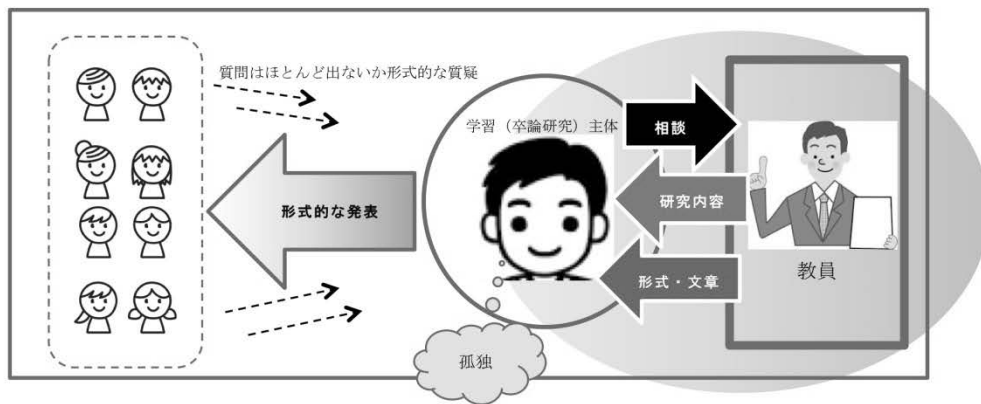 質問はほとんど出ないか形式的な質疑
学習（卒論研究）主体
相談
研究内容
形式的な発表
形式・文章
教員
孤独